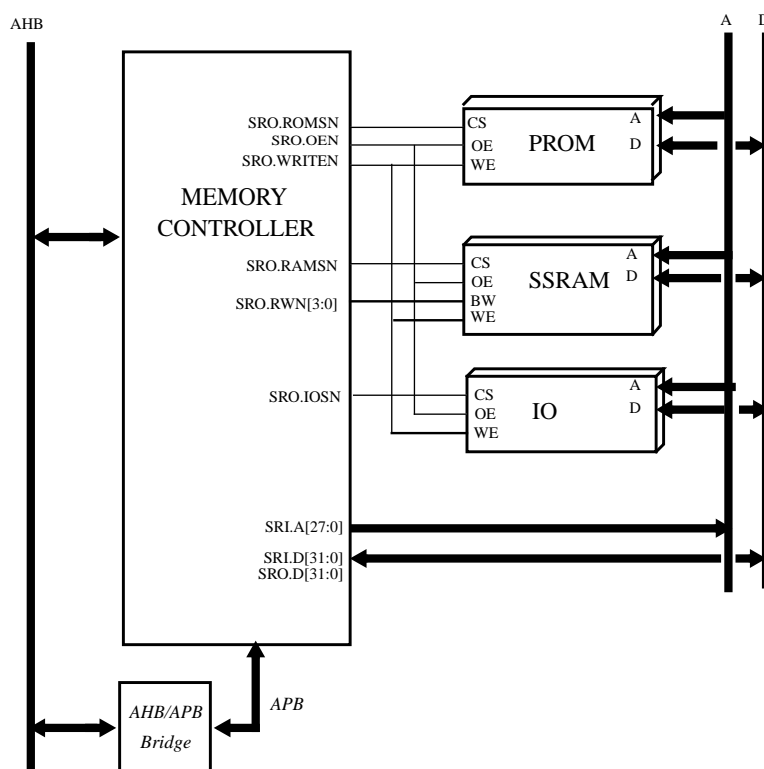 AHB
A
D
SRO.ROMSN
SRO.OEN
SRO.WRITEN
CS
OE
WE
PROM
A
D
MEMORY
CONTROLLER
SRO.RAMSN
SRO.RWN[3:0]
CS
OE
BW
WE
SSRAM
A
D
SRO.IOSN
CS
OE
WE
IO
A
D
SRI.A[27:0]
SRI.D[31:0]
SRO.D[31:0]
AHB/APB
Bridge
APB